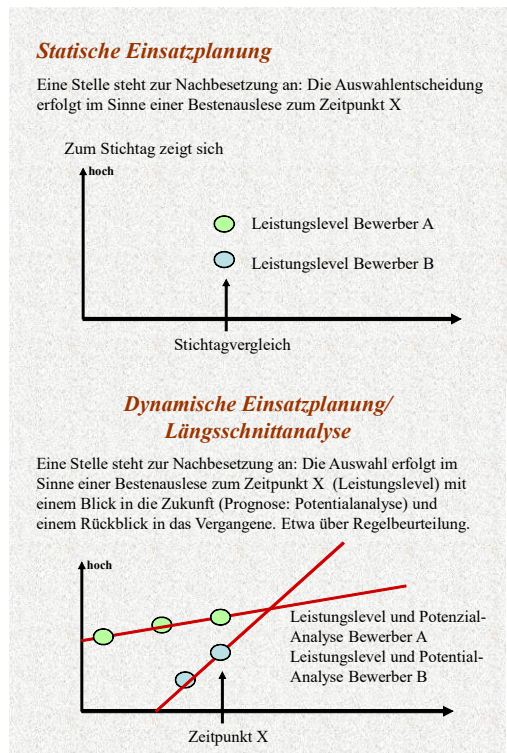 Statische Einsatzplanung
Eine Stelle steht zur Nachbesetzung an: Die Auswahlentscheidung
erfolgt im Sinne einer Bestenauslese zum Zeitpunkt X
Zum Stichtag zeigt sich
hoch
Leistungslevel Bewerber A
Leistungslevel Bewerber B
Stichtagvergleich
Dynamische Einsatzplanung/
Längsschnittanalyse
Eine Stelle steht zur Nachbesetzung an: Die Auswahl erfolgt im
Sinne einer Bestenauslese zum Zeitpunkt X (Leistungslevel) mit
einem Blick in die Zukunft (Prognose: Potentialanalyse) und
einem Rückblick in das Vergangene. Etwa über Regelbeurteilung.
hoch
Leistungslevel und Potenzial-
Analyse Bewerber A
Leistungslevel und Potential-
Analyse Bewerber B
Zeitpunkt X